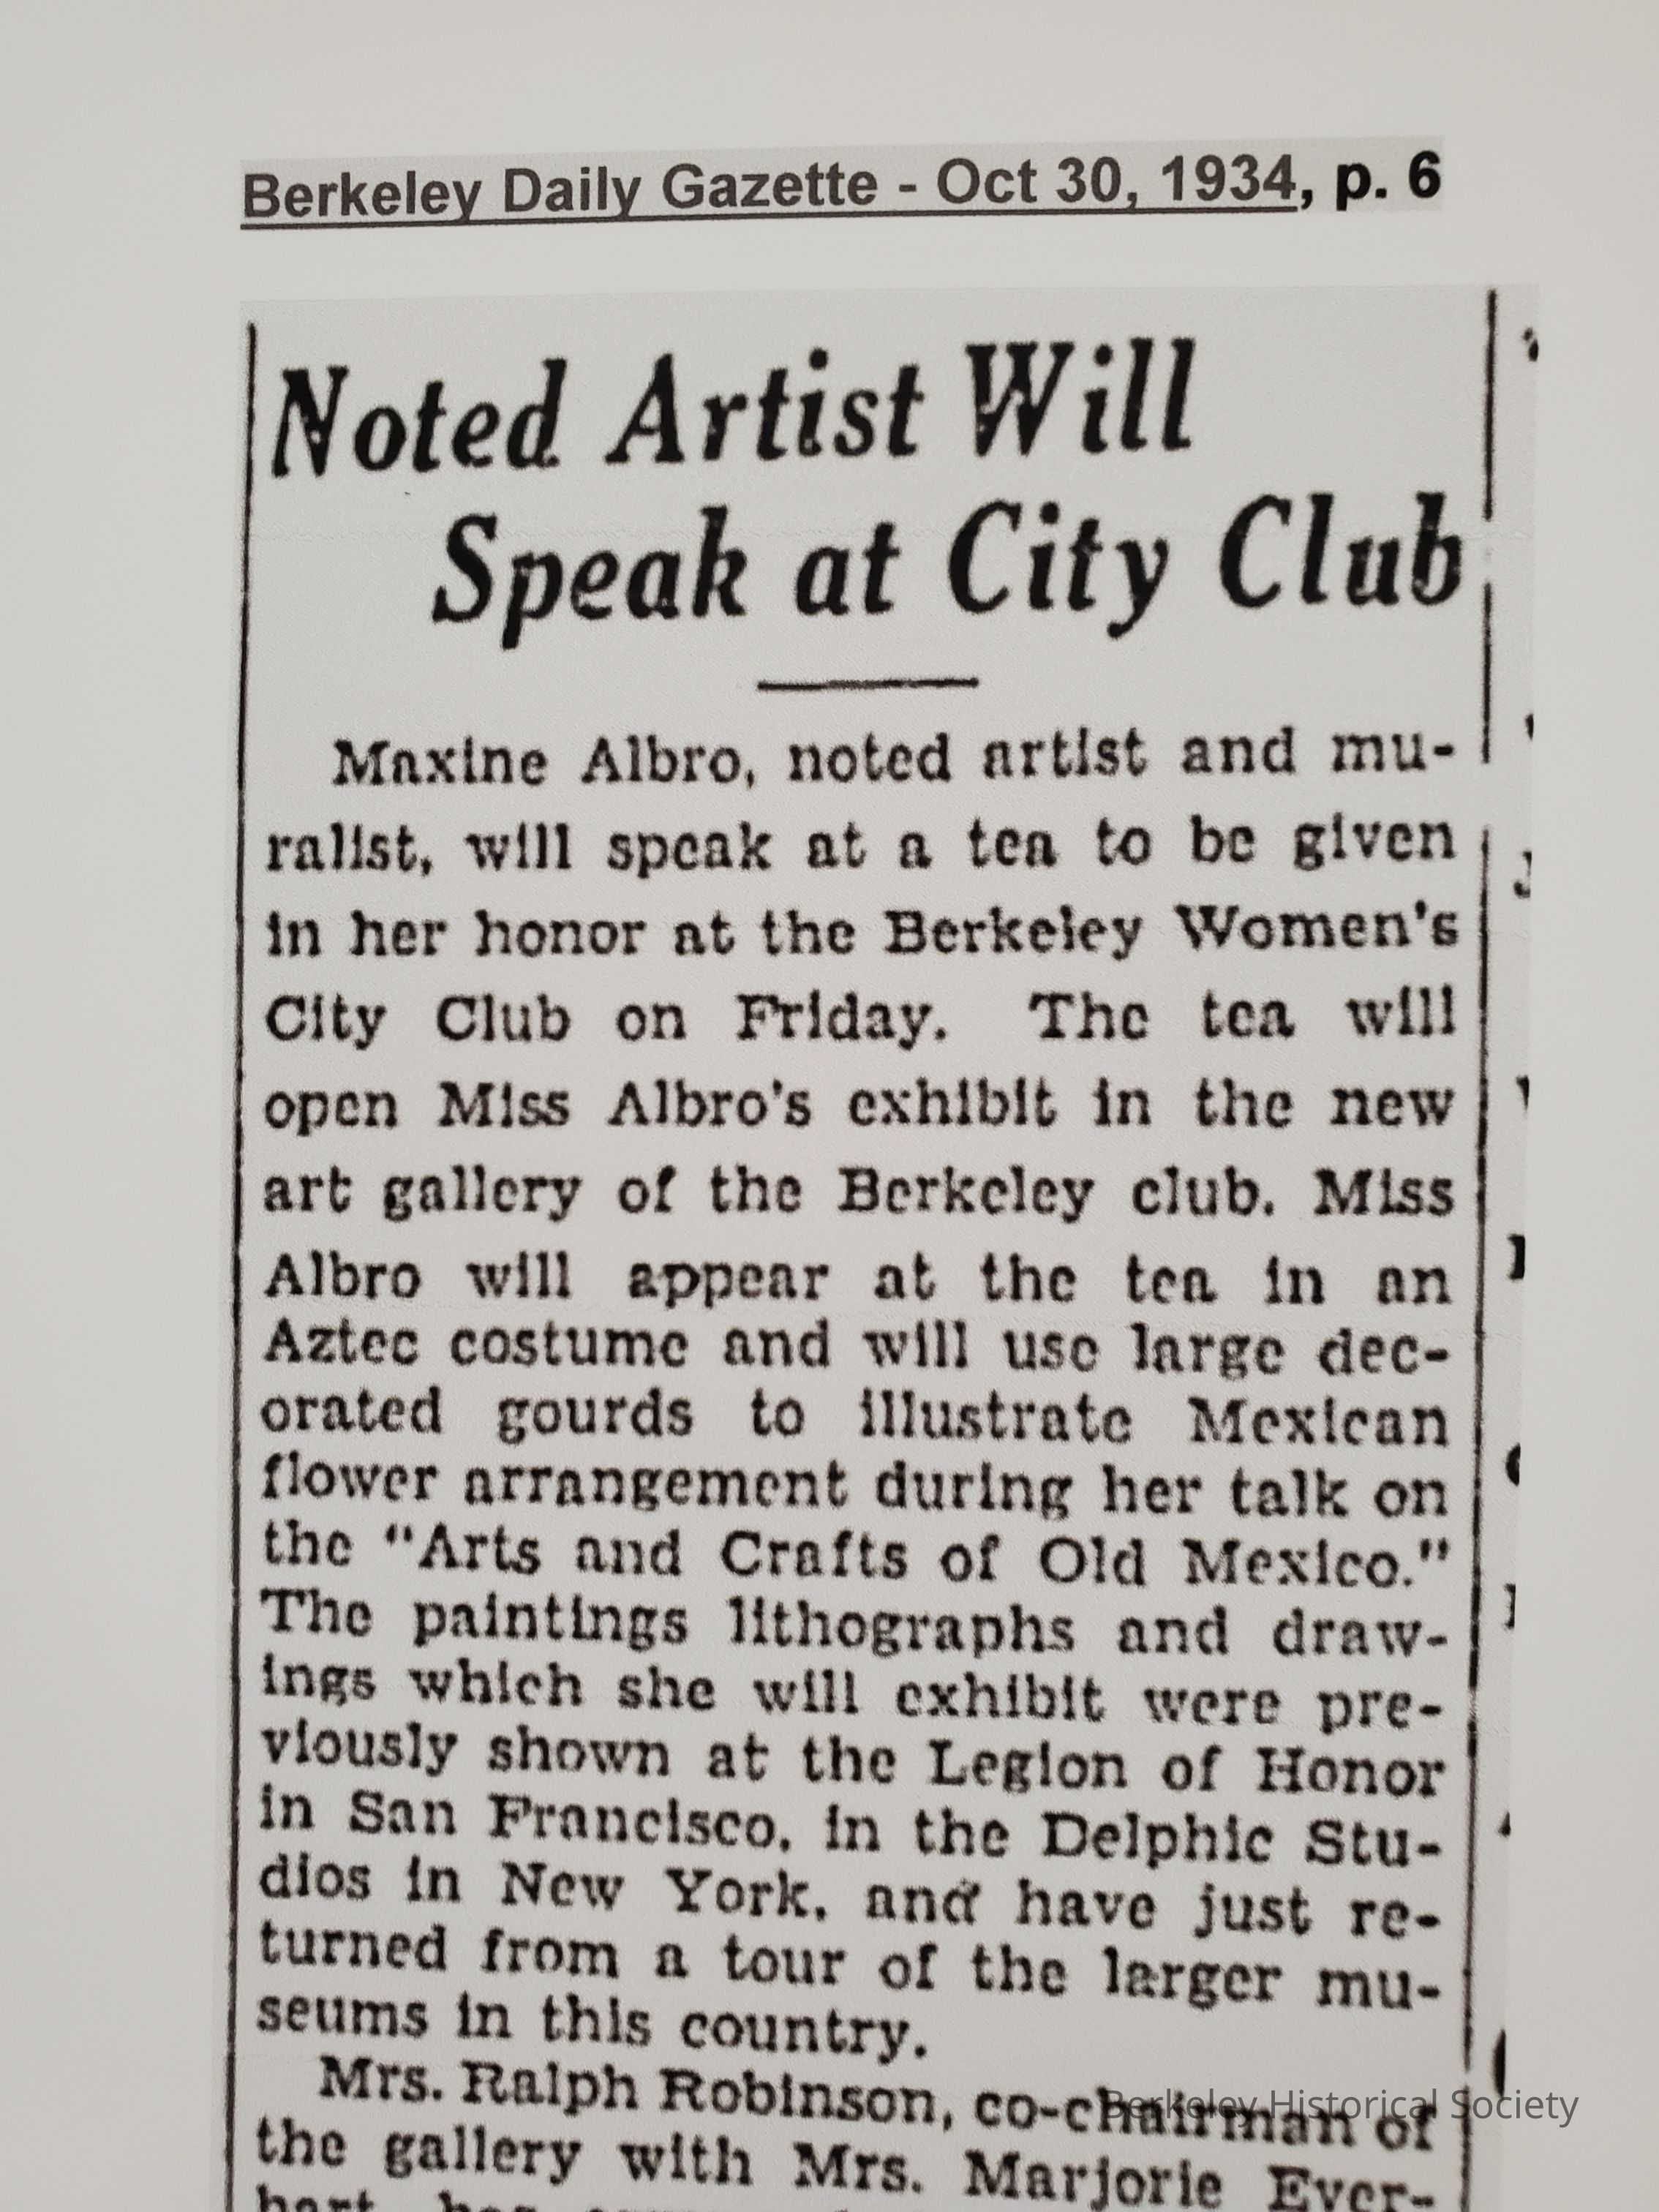 Berkeley Daily Gazette - Oct 30, 1934, p. 6
Noted Artist Will
Speak at City Club
Maxine Albro, noted artist and mu-
ralist, will speak at a tea to be given
in her honor at the Berkeley Women's
City Club on Friday. The tea will
open Miss Albro's exhibit in the new
art gallery of the Berkeley club. Miss
Albro will appear at the tea in an
Aztec costume and will use large dec-
orated gourds to illustrate Mexican
flower arrangement during her talk on
the "Arts and Crafts of Old Mexico."
The paintings lithographs and draw-
ings which she will exhibit were pre-
viously shown at the Legion of Honor
in San Francisco, in the Delphic Stu-
dios in New York, and have just re-
turned from a tour of the larger mu-
seums in this country.
Mrs. Ralph Robinson, co-chairman of
the gallery with Mrs. Marjorie Ever-
Berkeley Historical Society